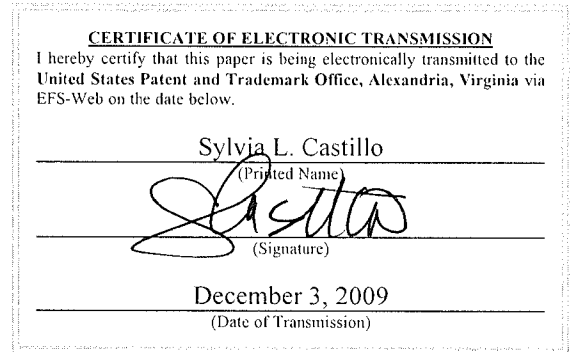 CERTIFICATE OF ELECTRONIC TRANSMISSION
I hereby certify that this paper is being electronically transmitted to the
United States Patent and Trademark Office, Alexandria, Virginia via
EFS-Web on the date below.
Sylvia L. Castillo
(Printed Name)
SCastillo
(Signature)
December 3, 2009
(Date of Transmission)